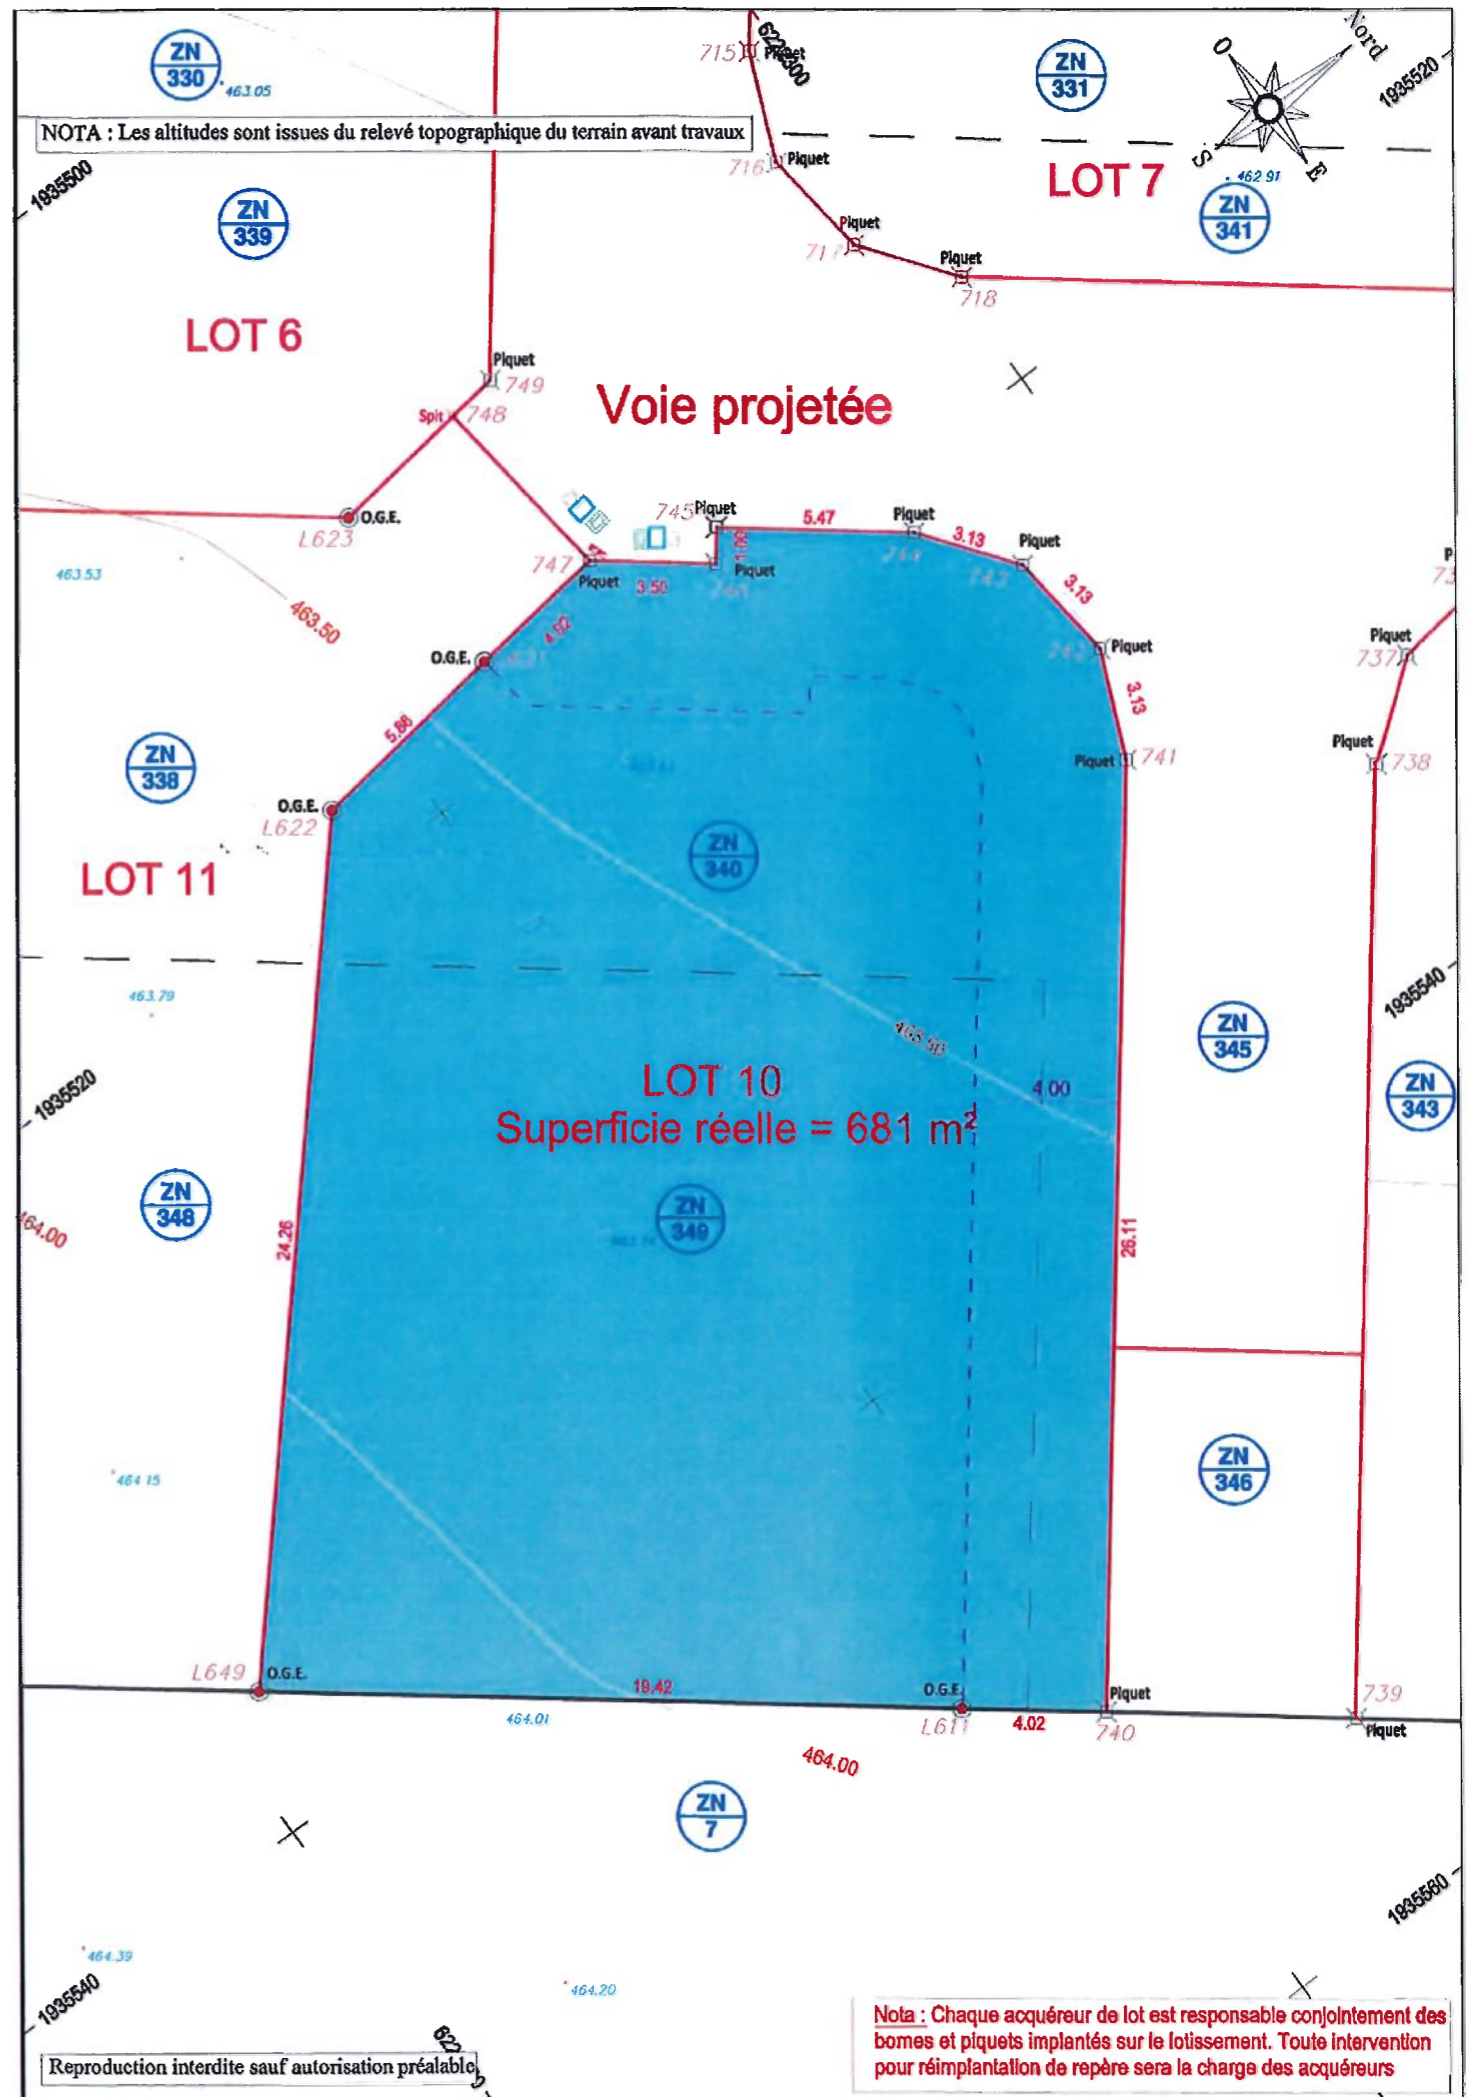 ZN
330
463.05
715
Piquet
ZN
331
Nord
O
S
E
1935520
NOTA : Les altitudes sont issues du relevé topographique du terrain avant travaux
716
Piquet
LOT 7
462 91
1935500
ZN
339
ZN
341
Piquet
717
Piquet
718
LOT 6
Piquet
749
Spit
748
Voie projetée
O.G.E.
L623
745
Piquet
5.47
Piquet
3.13
Piquet
1.00
747
Piquet
3.50
Piquet
463.53
463.50
3.13
4.92
O.G.E.
Piquet
Piquet
737
3.13
5.86
ZN
338
Piquet
741
Piquet
738
O.G.E.
L622
ZN
340
LOT 11
463.79
463.50
1935540
ZN
345
LOT 10
4.00
Superficie réelle = 681 m²
ZN
343
1935520
ZN
348
ZN
349
464.00
24.26
26.11
464 15
ZN
346
L649
O.G.E.
19.42
O.G.E.
L611
4.02
Piquet
740
739
Piquet
464.01
464.00
ZN
7
1935560
464.39
464.20
1935540
Nota : Chaque acquéreur de lot est responsable conjointement des
bornes et piquets implantés sur le lotissement. Toute intervention
pour réimplantation de repère sera la charge des acquéreurs
Reproduction interdite sauf autorisation préalable